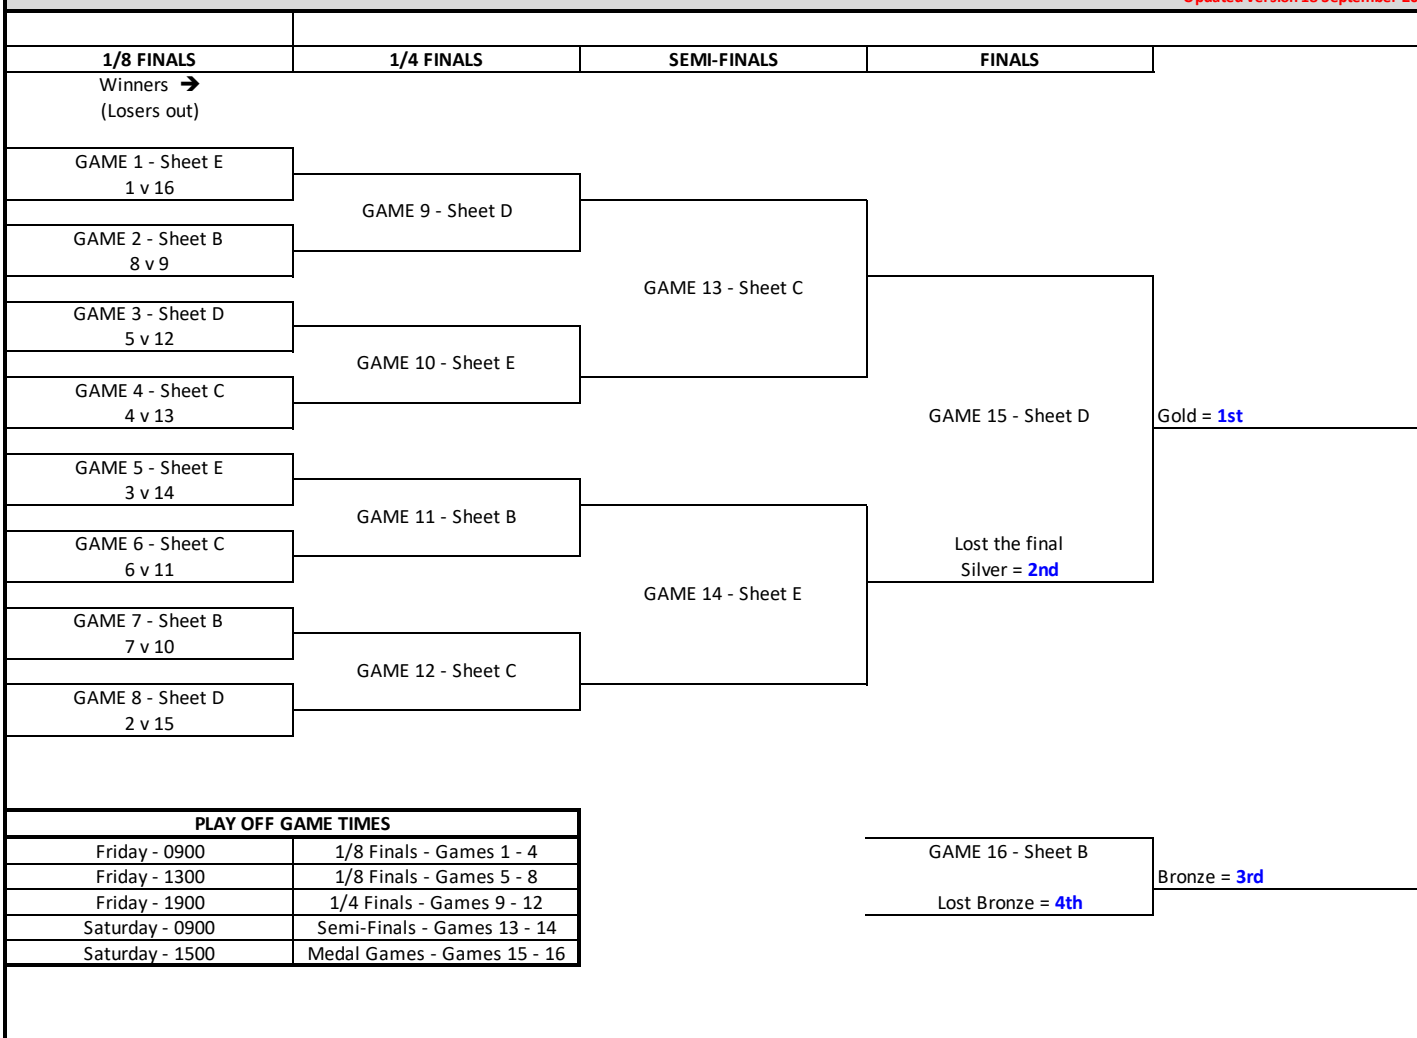 1/8 FINALS 1/4 FINALS SEMI-FINALS FINALS
Winners ➔
(Losers out)
GAME 1 - Sheet E
1 v 16
GAME 9 - Sheet D
GAME 2 - Sheet B
8 v 9
GAME 13 - Sheet C
GAME 3 - Sheet D
5 v 12
GAME 10 - Sheet E
GAME 4 - Sheet C
4 v 13
GAME 15 - Sheet D
Gold = 1st
GAME 5 - Sheet E
3 v 14
GAME 11 - Sheet B
GAME 6 - Sheet C
6 v 11
Lost the final
Silver = 2nd
GAME 14 - Sheet E
GAME 7 - Sheet B
7 v 10
GAME 12 - Sheet C
GAME 8 - Sheet D
2 v 15
PLAY OFF GAME TIMES
Friday - 0900 1/8 Finals - Games 1 - 4
Friday - 1300 1/8 Finals - Games 5 - 8
Friday - 1900 1/4 Finals - Games 9 - 12
Saturday - 0900 Semi-Finals - Games 13 - 14
Saturday - 1500 Medal Games - Games 15 - 16
GAME 16 - Sheet B
Bronze = 3rd
Lost Bronze = 4th